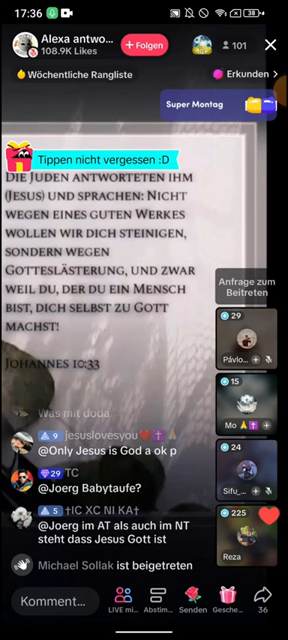 17:36
38
Alexa antwo...
108.9K Likes
+ Folgen
101
Wöchentliche Rangliste
Erkunden >
Super Montag
Tippen nicht vergessen :D
Die Juden antworteten ihm
(Jesus) und sprachen: Nicht
wegen eines guten Werkes
wollen wir dich steinigen,
sondern wegen
Gotteslästerung, und zwar
weil du, der du ein Mensch
bist, dich selbst zu Gott
machst!
Johannes 10:33
Anfrage zum
Beitreten
29
Pávlo...
15
Mo 🙏✝️
24
Sifu_...
225
Reza
Was mit doga
9 jesuslovesyou❤️✝️🙏
@Only Jesus is God a ok p
29 TC
@Joerg Babytaufe?
5 †IC XC NI KA†
@Joerg im AT als auch im NT
steht dass Jesus Gott ist
Michael Sollak ist beigetreten
Komment...
LIVE mi...
Abstim...
Senden
Gesche...
36